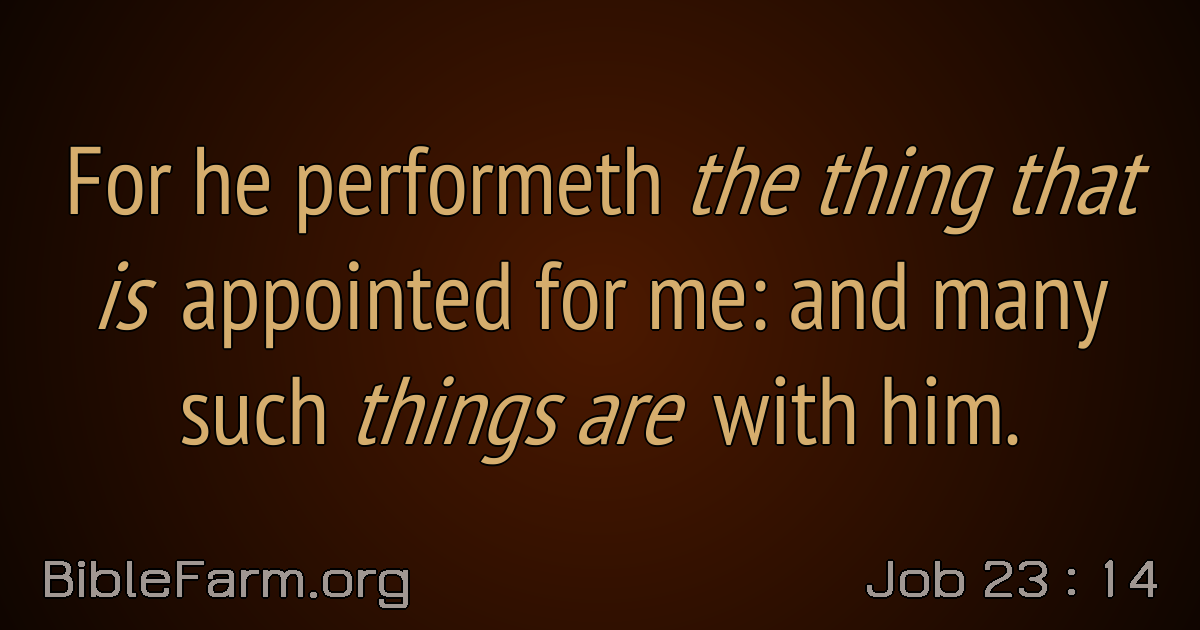 For he performeth the thing that
is appointed for me: and many
such things are with him.
BibleFarm.org
Job 23 : 14